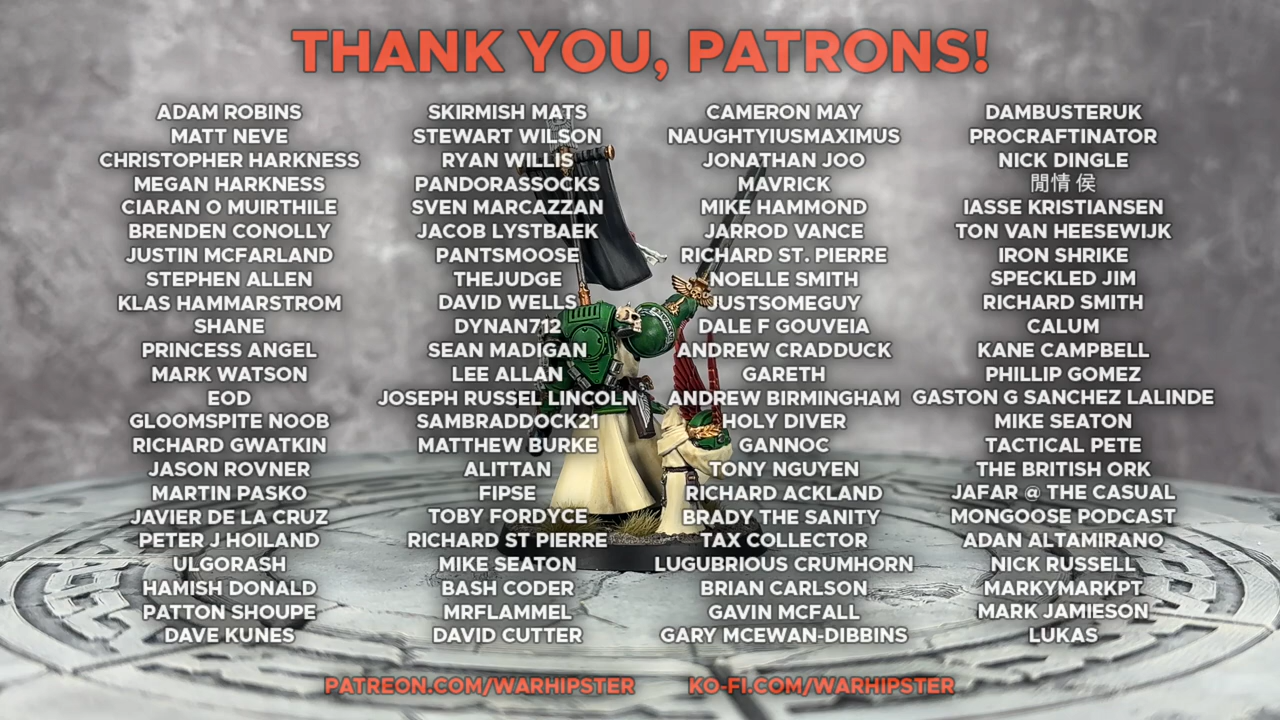 THANK YOU, PATRONS!
ADAM ROBINS
MATT NEVE
CHRISTOPHER HARKNESS
MEGAN HARKNESS
CIARAN O MUIRTHILE
BRENDEN CONOLLY
JUSTIN MCFARLAND
STEPHEN ALLEN
KLAS HAMMARSTROM
SHANE
PRINCESS ANGEL
MARK WATSON
EOD
GLOOMSPITE NOOB
RICHARD GWATKIN
JASON ROVNER
MARTIN PASKO
JAVIER DE LA CRUZ
PETER J HOILAND
ULGORASH
HAMISH DONALD
PATTON SHOUPE
DAVE KUNES
SKIRMISH MATS
STEWART WILSON
RYAN WILLIS
PANDORASSOCKS
SVEN MARCAZZAN
JACOB LYSTBAEK
PANTSMOOSE
THEJUDGE
DAVID WELLS
DYNAN712
SEAN MADIGAN
LEE ALLAN
JOSEPH RUSSEL LINCOLN
SAMBRADDOCK21
MATTHEW BURKE
ALITTAN
FIPSE
TOBY FORDYCE
RICHARD ST PIERRE
MIKE SEATON
BASH CODER
MRFLAMMEL
DAVID CUTTER
CAMERON MAY
NAUGHTYIUSMAXIMUS
JONATHAN JOO
MAVRICK
MIKE HAMMOND
JARROD VANCE
RICHARD ST. PIERRE
NOELLE SMITH
JUSTSOMEGUY
DALE F GOUVEIA
ANDREW CRADDUCK
GARETH
ANDREW BIRMINGHAM
HOLY DIVER
GANNOC
TONY NGUYEN
RICHARD ACKLAND
BRADY THE SANITY
TAX COLLECTOR
LUGUBRIOUS CRUMHORN
BRIAN CARLSON
GAVIN MCFALL
GARY MCEWAN-DIBBINS
DAMBUSTERUK
PROCRAFTINATOR
NICK DINGLE
閒情 侯
IASSE KRISTIANSEN
TON VAN HEESEWIJK
IRON SHRIKE
SPECKLED JIM
RICHARD SMITH
CALUM
KANE CAMPBELL
PHILLIP GOMEZ
GASTON G SANCHEZ LALINDE
MIKE SEATON
TACTICAL PETE
THE BRITISH ORK
JAFAR @ THE CASUAL
MONGOOSE PODCAST
ADAN ALTAMIRANO
NICK RUSSELL
MARKYMARKPT
MARK JAMIESON
LUKAS
PATREON.COM/WARHIPSTER
KO-FI.COM/WARHIPSTER